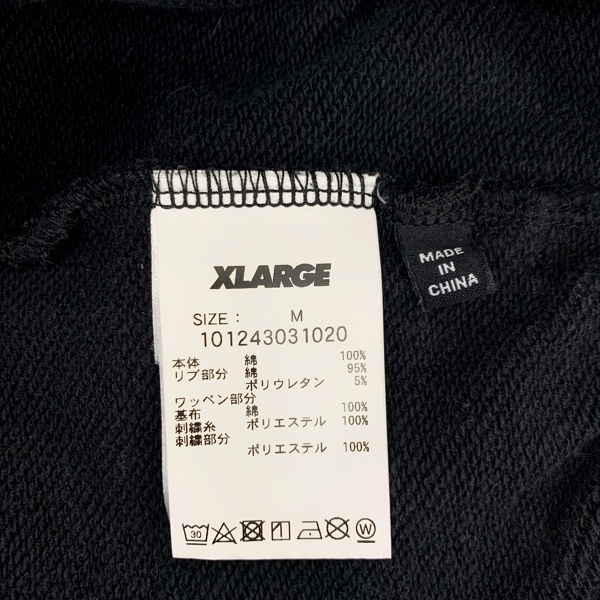 XLARGE
SIZE : M
101243031020
本体 綿 100%
リブ部分 綿 95%
ポリウレタン 5%
ワッペン部分
基布 綿 100%
刺繍糸 ポリエステル 100%
刺繍部分
ポリエステル 100%
30
W
MADE
IN
CHINA